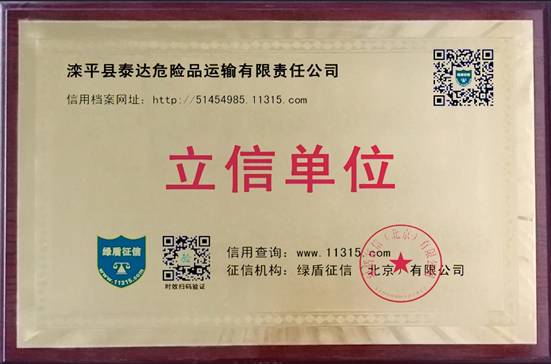 滦平县泰达危险品运输有限责任公司
信用档案网址：http://51454985.11315.com
立信单位
绿盾征信
www.11315.com
时效扫码验证
信用查询：www.11315.com
征信机构：绿盾征信（北京）有限公司